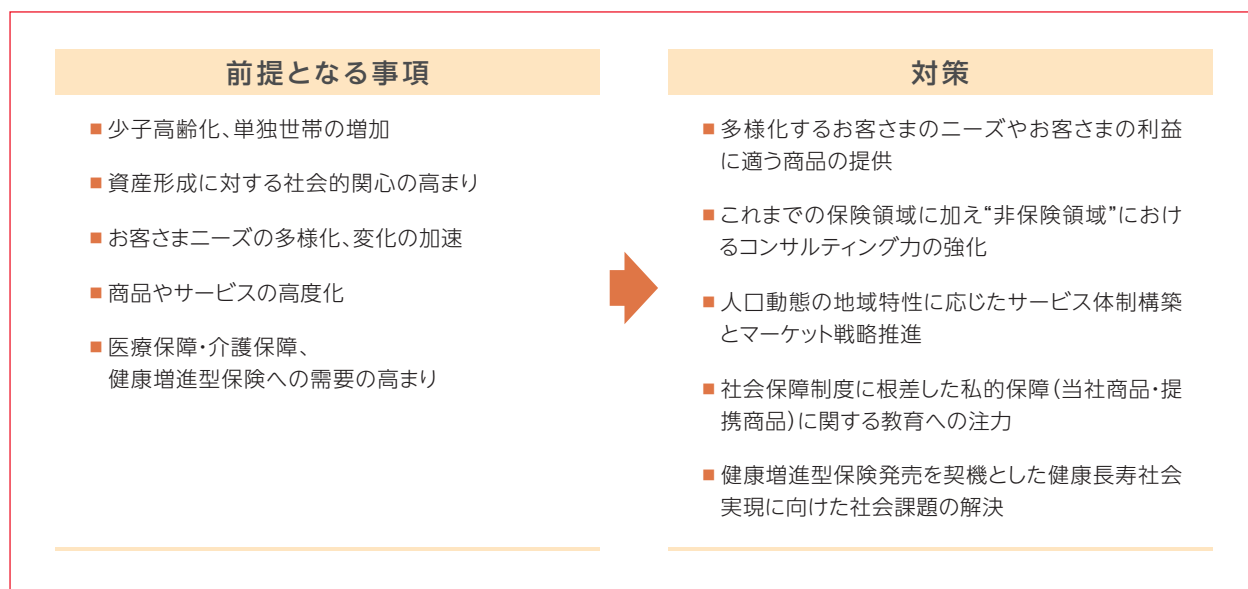 前提となる事項
■ 少子高齢化、単独世帯の増加
■ 資産形成に対する社会的関心の高まり
■ お客さまニーズの多様化、変化の加速
■ 商品やサービスの高度化
■ 医療保障・介護保障、
健康増進型保険への需要の高まり
対策
■ 多様化するお客さまのニーズやお客さまの利益
に適う商品の提供
■ これまでの保険領域に加え“非保険領域”におけ
るコンサルティング力の強化
■ 人口動態の地域特性に応じたサービス体制構築
とマーケット戦略推進
■ 社会保障制度に根差した私的保障(当社商品・提
携商品)に関する教育への注力
■ 健康増進型保険発売を契機とした健康長寿社会
実現に向けた社会課題の解決